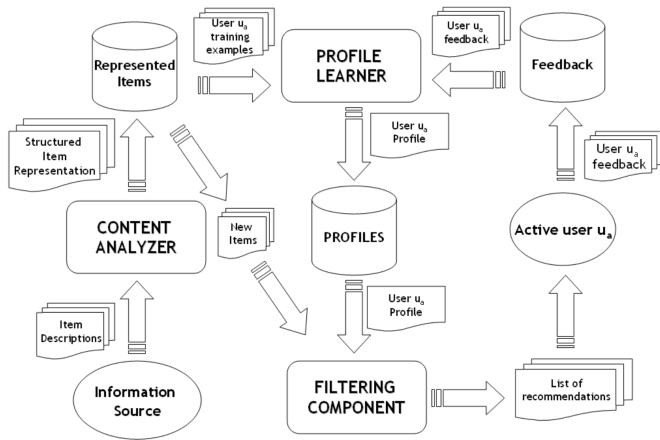 User ua
training
examples
PROFILE
LEARNER
User ua
feedback
Represented
Items
Feedback
Structured
Item
Representation
User ua
Profile
User ua
feedback
CONTENT
ANALYZER
New
Items
PROFILES
Active user ua
Item
Descriptions
User ua
Profile
Information
Source
FILTERING
COMPONENT
List of
recommendations